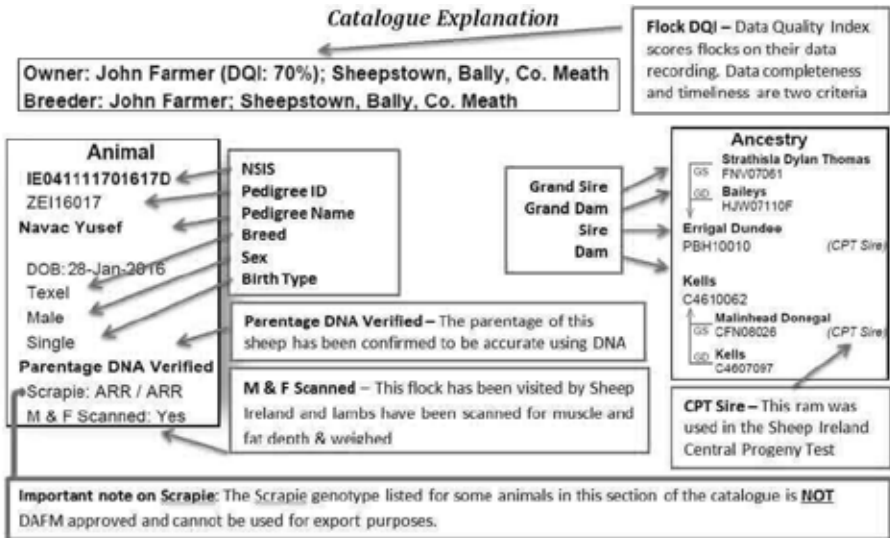 Catalogue Explanation
Flock DQI – Data Quality Index
scores flocks on their data
recording. Data completeness
and timeliness are two criteria
Owner: John Farmer (DQI: 70%); Sheepstown, Bally, Co. Meath
Breeder: John Farmer; Sheepstown, Bally, Co. Meath
Animal
IE041111701617D
ZEI16017
Navac Yusef
DOB: 28-Jan-2016
Texel
Male
Single
Parentage DNA Verified
Scrapie: ARR / ARR
M & F Scanned: Yes
NSIS
Pedigree ID
Pedigree Name
Breed
Sex
Birth Type
Grand Sire
Grand Dam
Sire
Dam
Ancestry
Strathisla Dylan Thomas
GS FNV07061
GD Baileys
HJW07110F
Errigal Dundee
PBH10010 (CPT Sire)
Kells
C4610062
Malinhead Donegal
GS CFN08026 (CPT Sire)
GD Kells
C4607097
Parentage DNA Verified – The parentage of this
sheep has been confirmed to be accurate using DNA
M & F Scanned – This flock has been visited by Sheep
Ireland and lambs have been scanned for muscle and
fat depth & weighed
CPT Sire – This ram was
used in the Sheep Ireland
Central Progeny Test
Important note on Scrapie: The Scrapie genotype listed for some animals in this section of the catalogue is NOT
DAFM approved and cannot be used for export purposes.